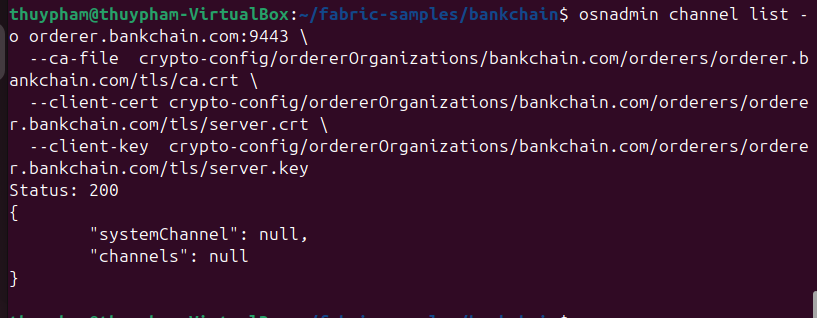 thuypham@thuypham-VirtualBox:~/fabric-samples/bankchain$ osnadmin channel list -
o orderer.bankchain.com:9443 \
  --ca-file  crypto-config/ordererOrganizations/bankchain.com/orderers/orderer.b
ankchain.com/tls/ca.crt \
  --client-cert crypto-config/ordererOrganizations/bankchain.com/orderers/ordere
r.bankchain.com/tls/server.crt \
  --client-key  crypto-config/ordererOrganizations/bankchain.com/orderers/ordere
r.bankchain.com/tls/server.key
Status: 200
{
        "systemChannel": null,
        "channels": null
}